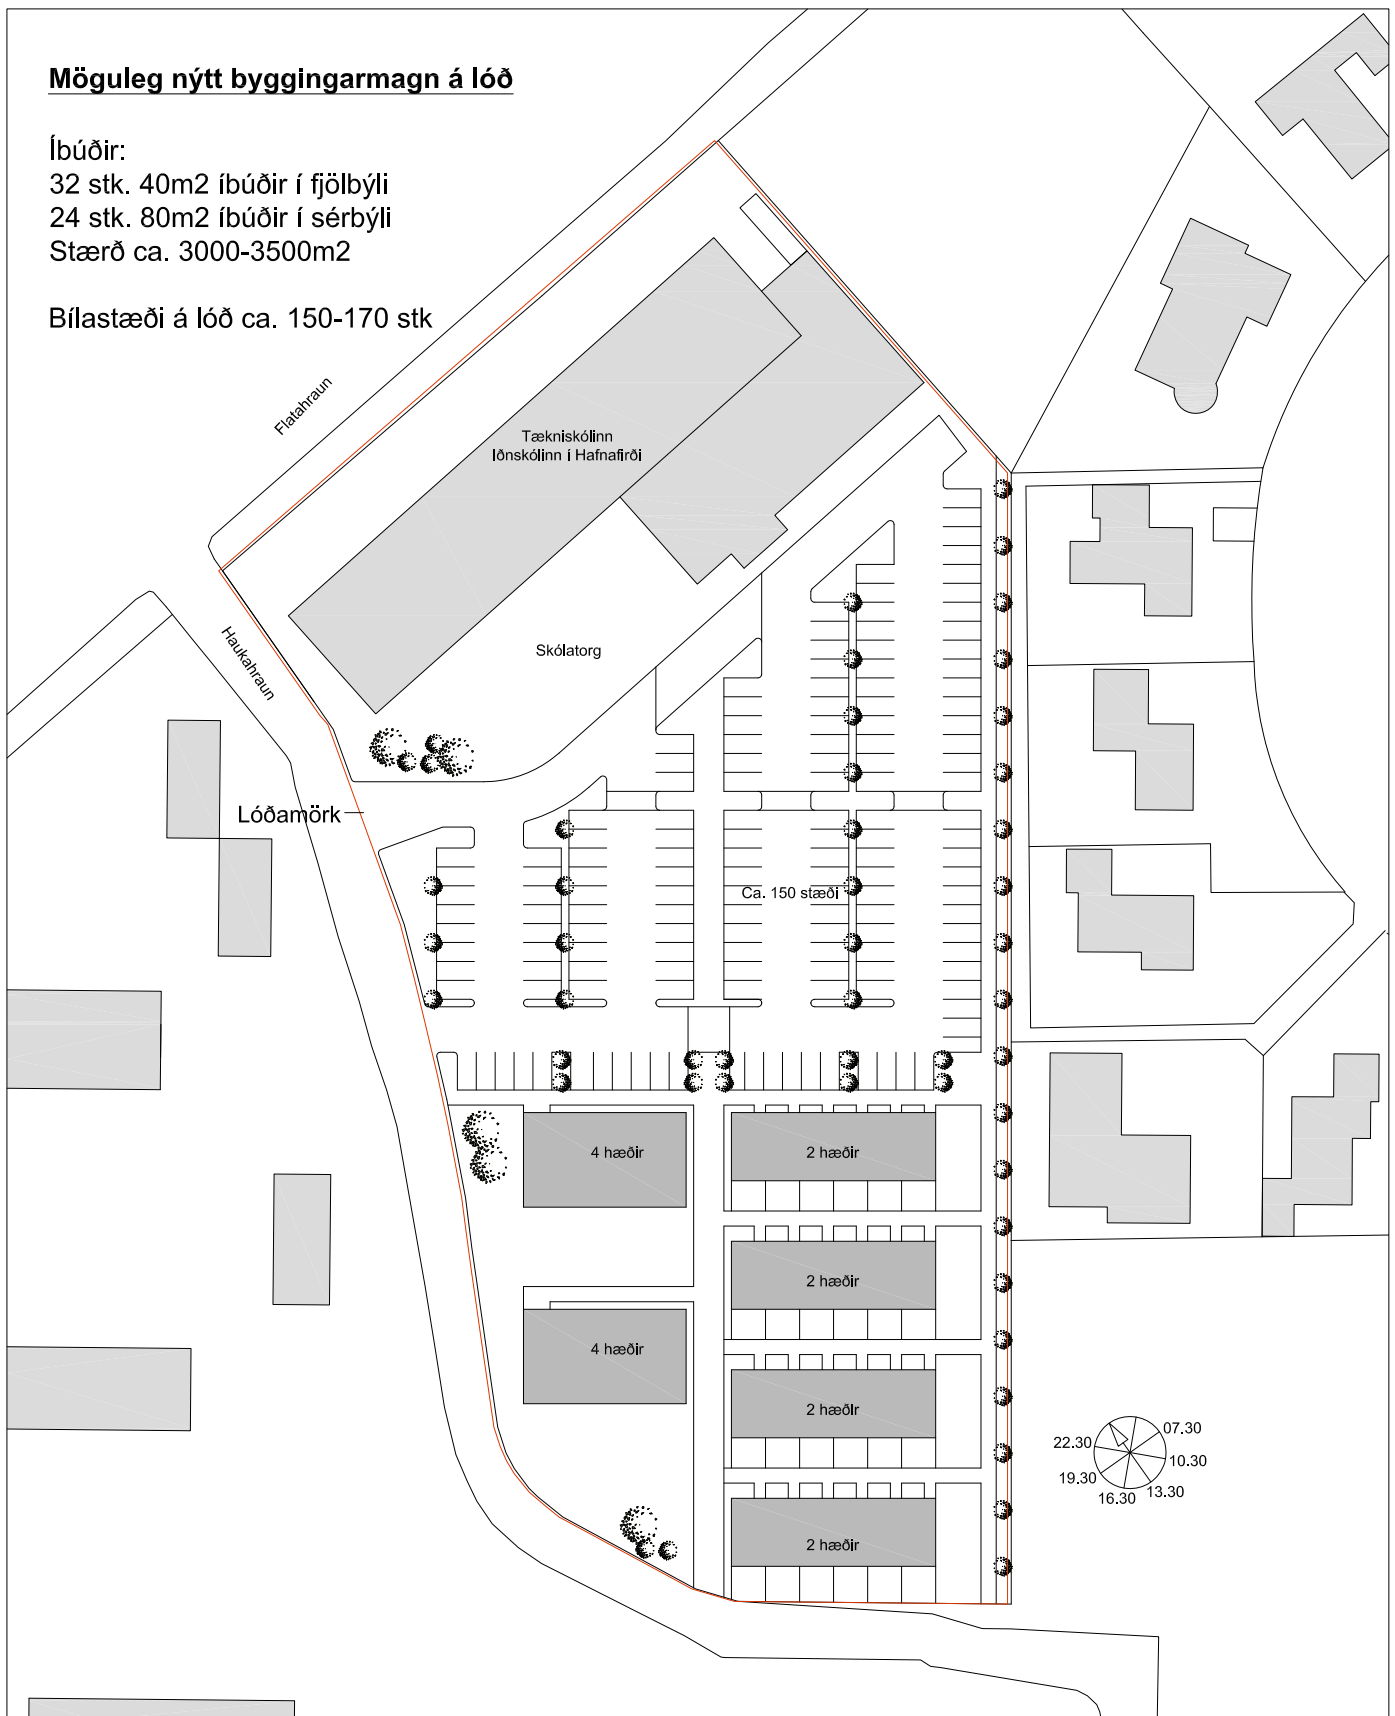 Möguleg nýtt byggingarmagn á lóð
Íbúðir:
32 stk. 40m2 íbúðir í fjölbýli
24 stk. 80m2 íbúðir í sérbýli
Stærð ca. 3000-3500m2
Bílastæði á lóð ca. 150-170 stk
Flatahraun
Tækniskólinn
Iðnskólinn í Hafnafirði
Haukahraun
Skólatorg
Lóðamörk
Ca. 150 stæði
4 hæðir
2 hæðir
2 hæðir
4 hæðir
2 hæðir
2 hæðir
07.30
22.30
10.30
19.30
13.30
16.30